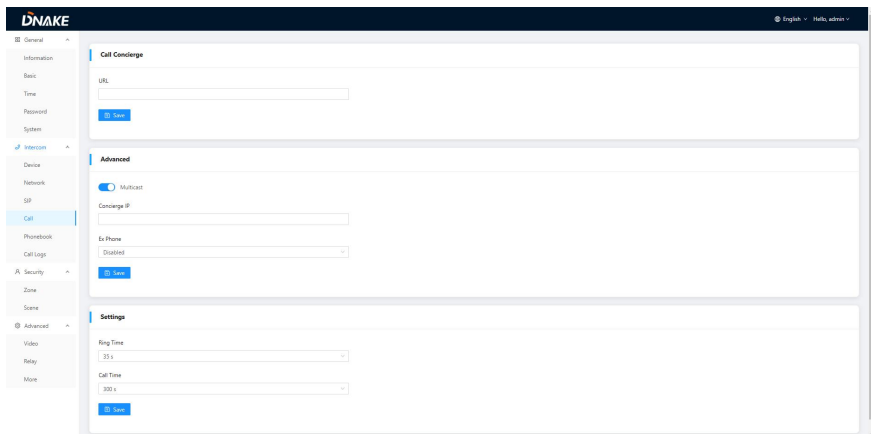 DNAKE
English
Hello, admin
General
Information
Basic
Time
Password
System
Intercom
Device
Network
SIP
Call
Phonebook
Call Logs
Security
Zone
Scene
Advanced
Video
Relay
More
Call Concierge
URL
Save
Advanced
Multicast
Concierge IP
Ex Phone
Disabled
Save
Settings
Ring Time
35 s
Call Time
300 s
Save